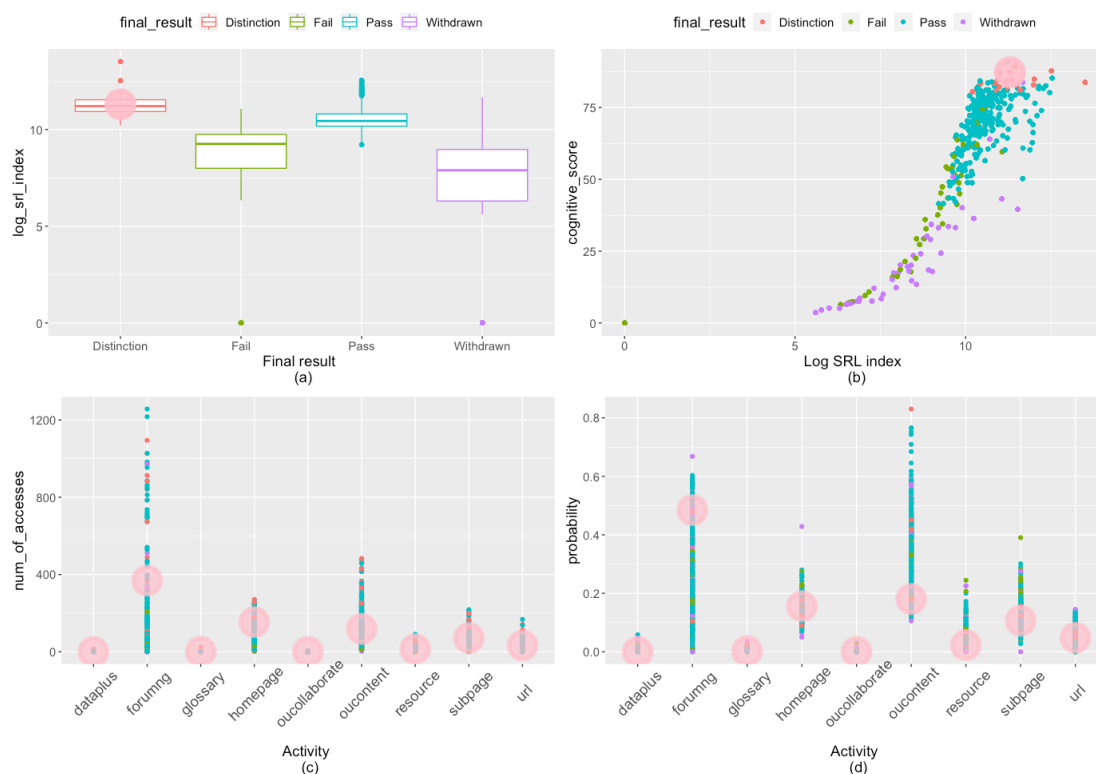 final_result Distinction Fail Pass Withdrawn
log_srl_index
10
5
0
Distinction Fail Pass Withdrawn
Final result
(a)
final_result Distinction Fail Pass Withdrawn
cognitive_score
75
50
25
0
0 5 10
Log SRL index
(b)
num_of_accesses
1200
800
400
0
dataplus forumng glossary homepage oucollaborate oucontent resource subpage url
Activity
(c)
probability
0.8
0.6
0.4
0.2
0.0
dataplus forumng glossary homepage oucollaborate oucontent resource subpage url
Activity
(d)